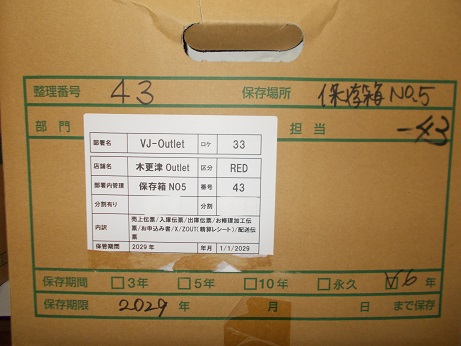 整理番号 43 保存場所 保存箱NO.5
部門 担当 -43
部署名 VJ-Outlet ロケ 33
店舗名 木更津 Outlet 区分 RED
部署内管理 保存箱 NO5 番号 43
分割有り 分割
内訳 売上伝票/入庫伝票/出庫伝票/お修理加工伝
票/お申込み書/X/ZOUT(精算レシート)/配送伝
票
保管期間 2029年 年月 1/1/2029
保存期間 □3年 □5年 □10年 □永久 ☑6年
保存期限 2029年 月 日 まで保存